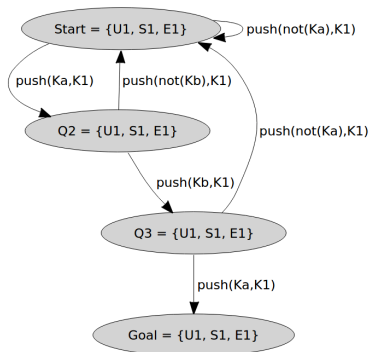 Start = {U1, S1, E1}
push(not(Ka),K1)
push(Ka,K1)
push(not(Kb),K1)
Q2 = {U1, S1, E1}
push(not(Ka),K1)
push(Kb,K1)
Q3 = {U1, S1, E1}
push(Ka,K1)
Goal = {U1, S1, E1}